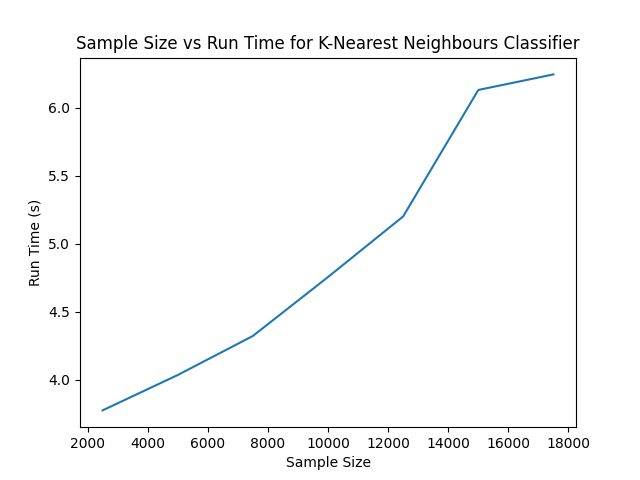 Sample Size vs Run Time for K-Nearest Neighbours Classifier
6.0
5.5
5.0
4.5
4.0
Run Time (s)
2000 4000 6000 8000 10000 12000 14000 16000 18000
Sample Size